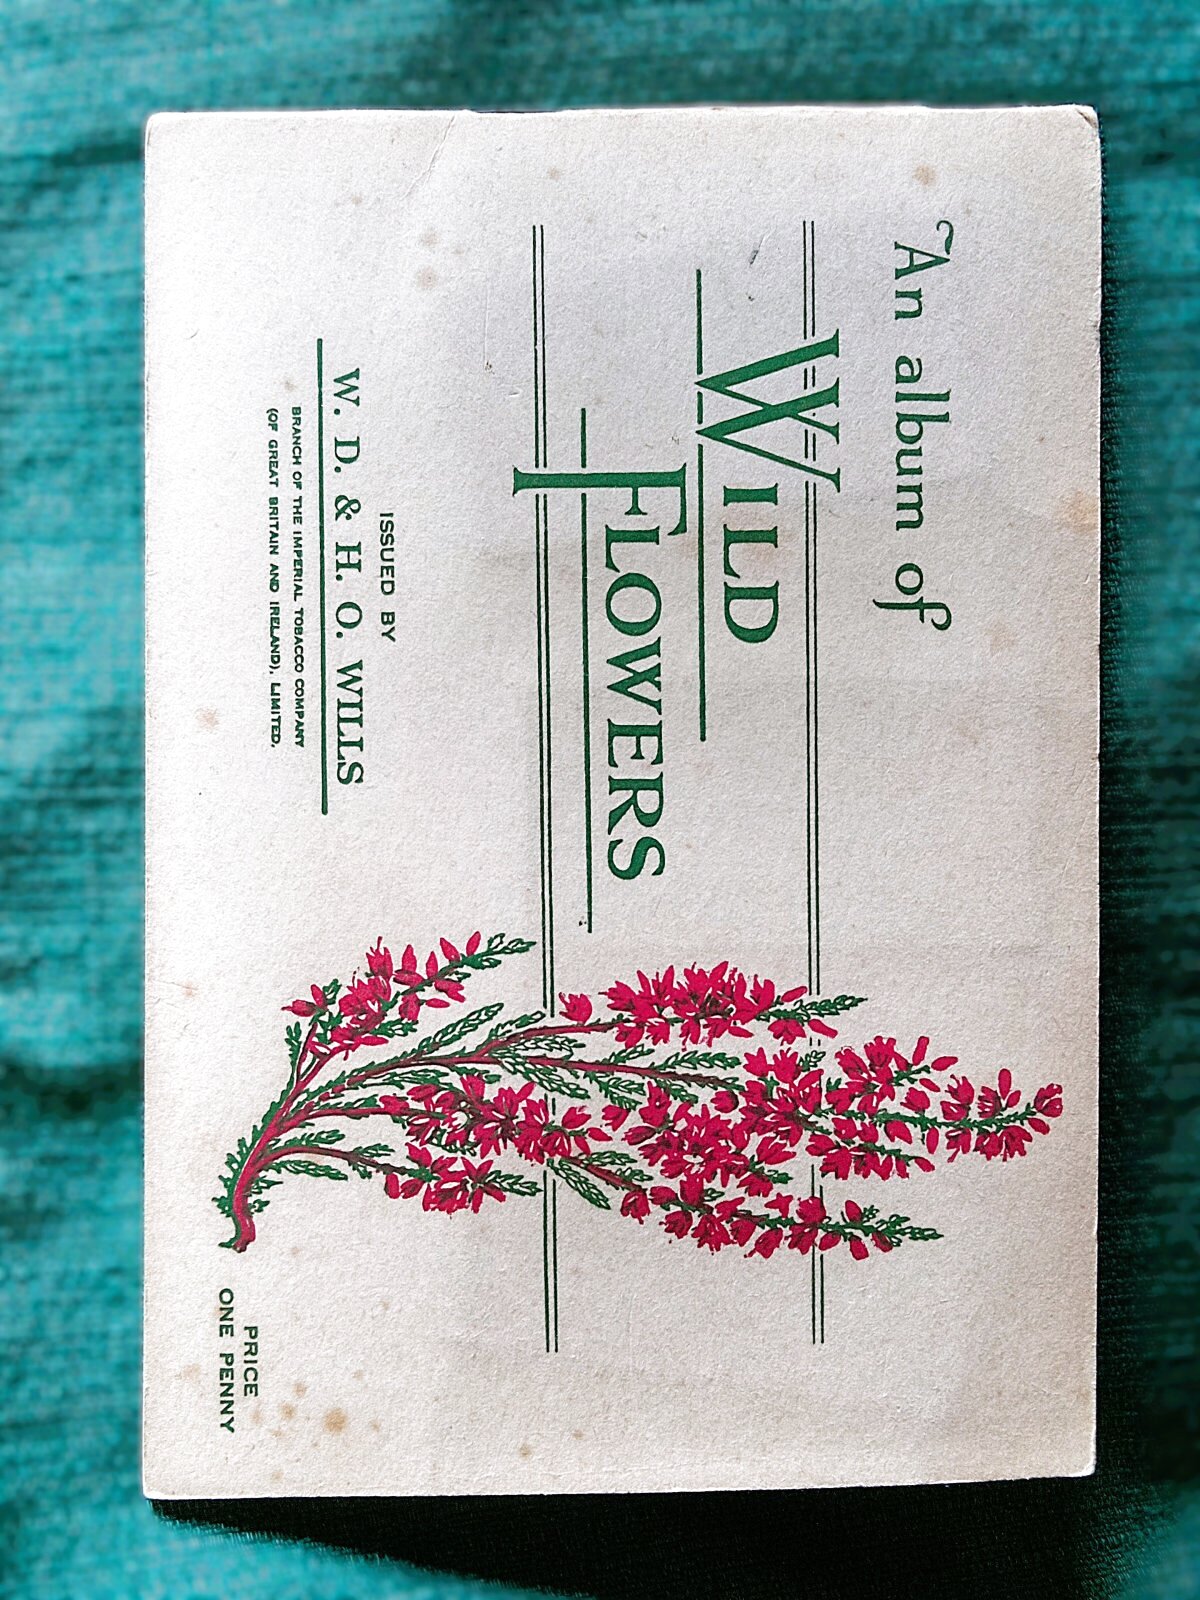 An album of
WILD
FLOWERS
ISSUED BY
W. D. & H. O. WILLS
BRANCH OF THE IMPERIAL TOBACCO COMPANY
(OF GREAT BRITAIN AND IRELAND), LIMITED.
PRICE
ONE PENNY